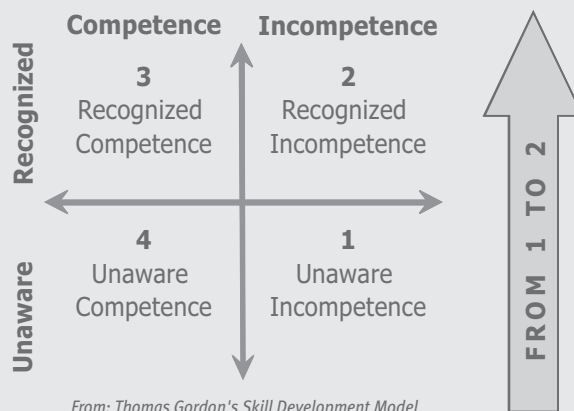 Competence Incompetence
Recognized
3
Recognized
Competence
2
Recognized
Incompetence
Unaware
4
Unaware
Competence
1
Unaware
Incompetence
From: Thomas Gordon's Skill Development Model
FROM 1 TO 2